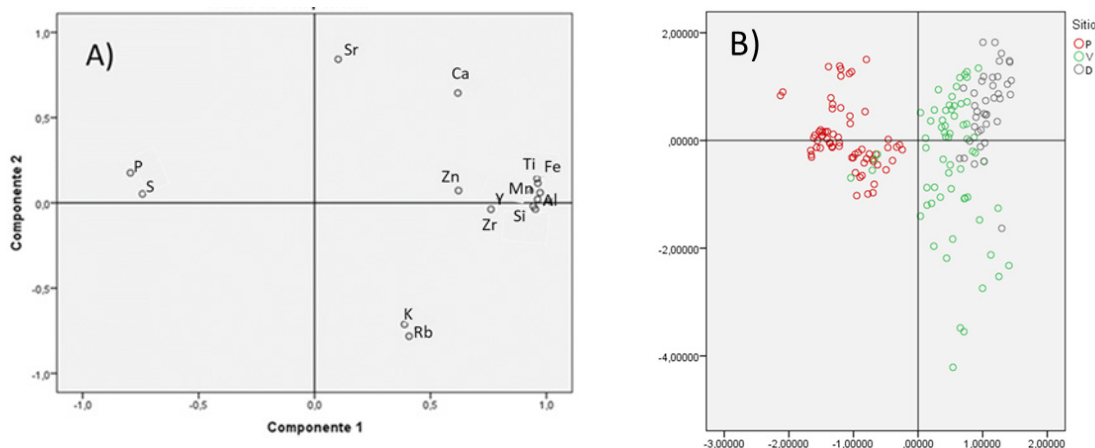 A)
1,0
0,5
0,0
-0,5
-1,0
Componente 2
Sr
Ca
P
S
Zn
Ti Fe
Mn
Y Al
Si
Zr
K
Rb
-1,0 -0,5 0,0 0,5 1,0
Componente 1
B)
2,00000
,00000
-2,00000
-4,00000
-3,00000 -2,00000 -1,00000 ,00000 1,00000 2,00000
Sitio
P
V
D